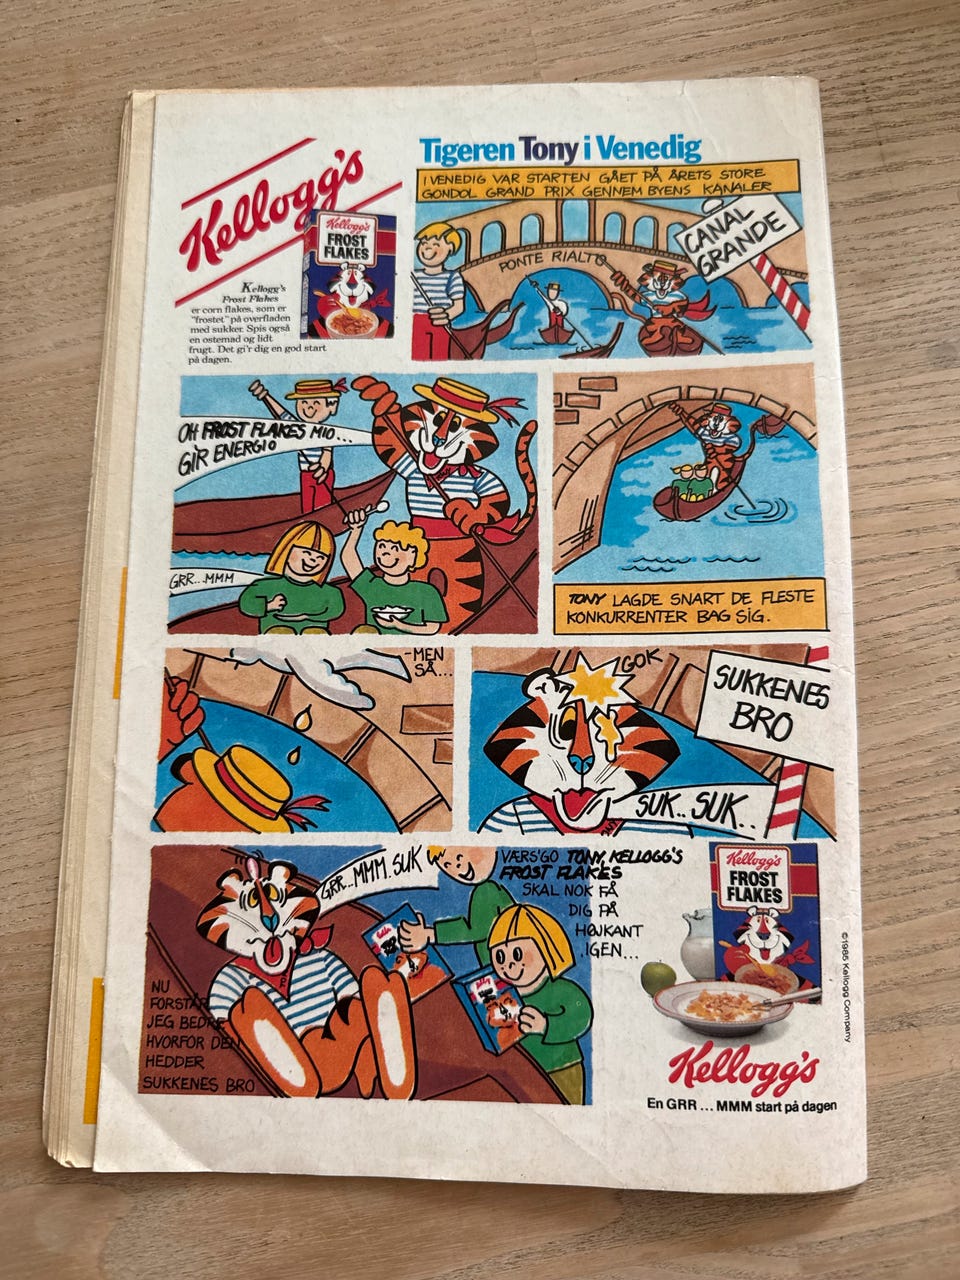 Kellogg's
Kellogg's
FROST
FLAKES
Kellogg's
Frost Flakes
er corn flakes, som er
"frostet" på overfladen
med sukker. Spis også
en ostemad og lidt
frugt. Det gi'r dig en god start
på dagen.
Tigeren Tony i Venedig
I VENEDIG VAR STARTEN GÅET PÅ ÅRETS STORE
GONDOL GRAND PRIX GENNEM BYENS KANALER
CANAL
GRANDE
PONTE RIALTO
OH FROST FLAKES MIO...
GIR ENERGIO
GRR...MMM
TONY LAGDE SNART DE FLESTE
KONKURRENTER BAG SIG.
-MEN
SÅ...
GOK
SUKKENES
BRO
SUK.. SUK..
GRR...MMM. SUK
VÆRS'GO TONY, KELLOGG'S
FROST FLAKES
SKAL NOK FÅ
DIG PÅ
HØJKANT
IGEN...
NU
FORSTÅR
JEG BEDRE
HVORFOR DEN
HEDDER
SUKKENES BRO
Kellogg's
FROST
FLAKES
©1985 Kellogg Company
Kellogg's
En GRR ... MMM start på dagen